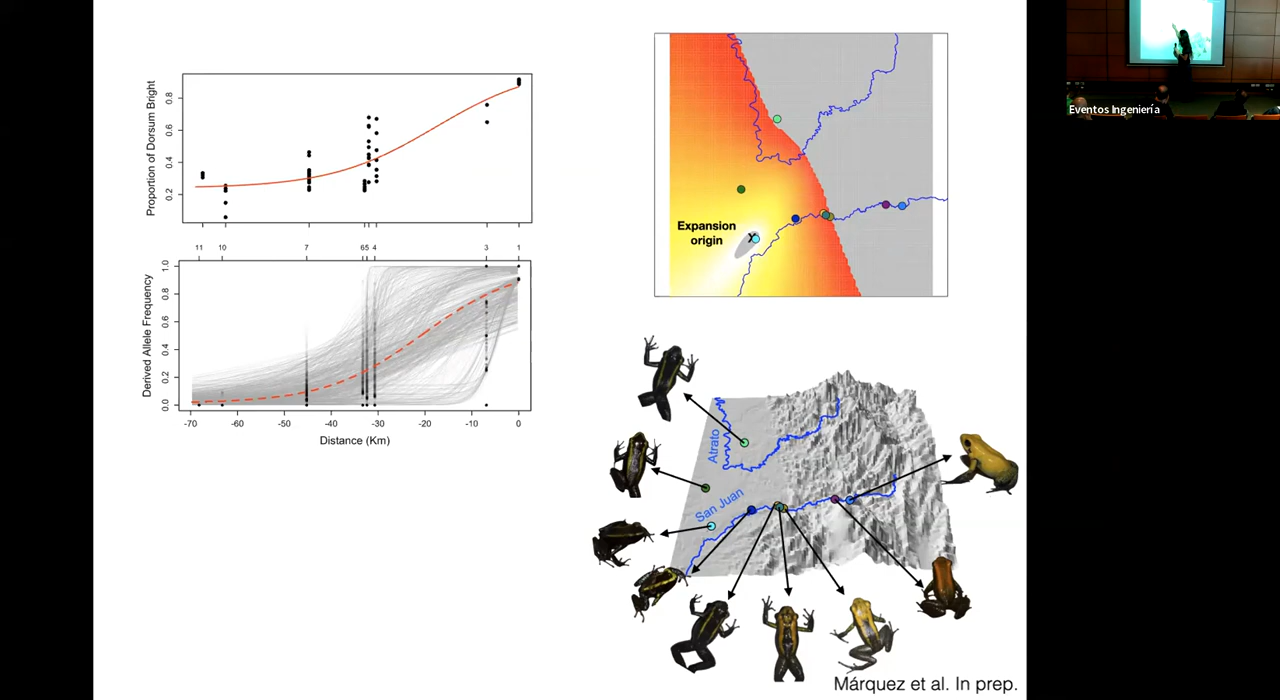 Proportion of Dorsum Bright
0.8
0.6
0.4
0.2
11 10 7 6 5 4 3 1
Derived Allele Frequency
1.0
0.8
0.6
0.4
0.2
0.0
-70 -60 -50 -40 -30 -20 -10 0
Distance (Km)
Expansion
origin
Atrato
San Juan
Márquez et al. In prep.
Eventos Ingeniería